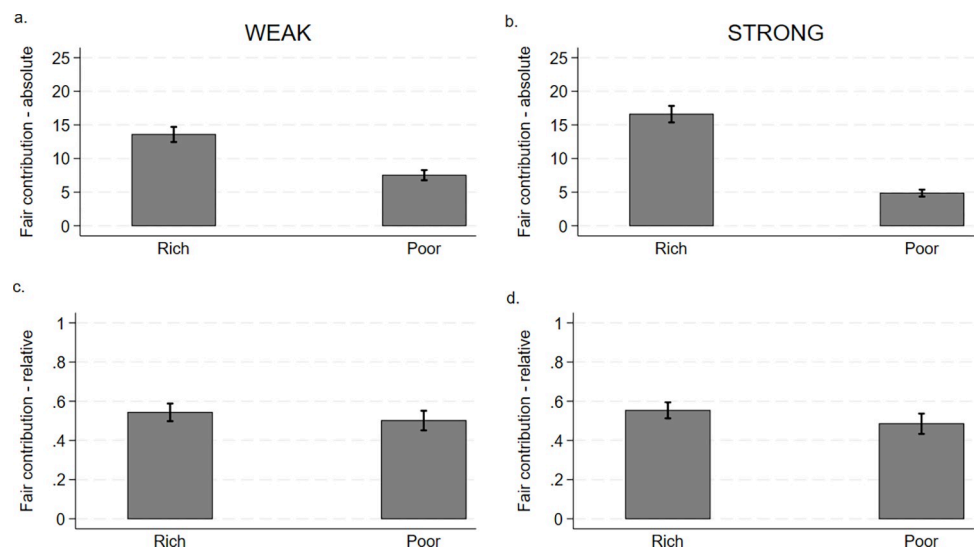 a.
WEAK
Fair contribution - absolute
25
20
15
10
5
0
Rich
Poor
b.
STRONG
Fair contribution - absolute
25
20
15
10
5
0
Rich
Poor
c.
Fair contribution - relative
1
.8
.6
.4
.2
0
Rich
Poor
d.
Fair contribution - relative
1
.8
.6
.4
.2
0
Rich
Poor